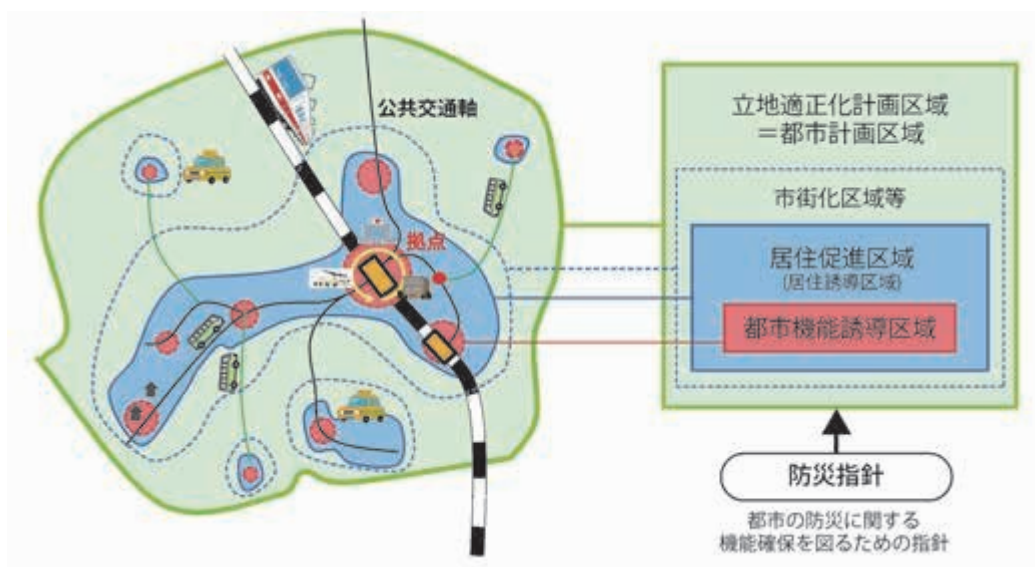 公共交通軸
拠点
立地適正化計画区域
＝都市計画区域
市街化区域等
居住促進区域
(居住誘導区域)
都市機能誘導区域
防災指針
都市の防災に関する
機能確保を図るための指針